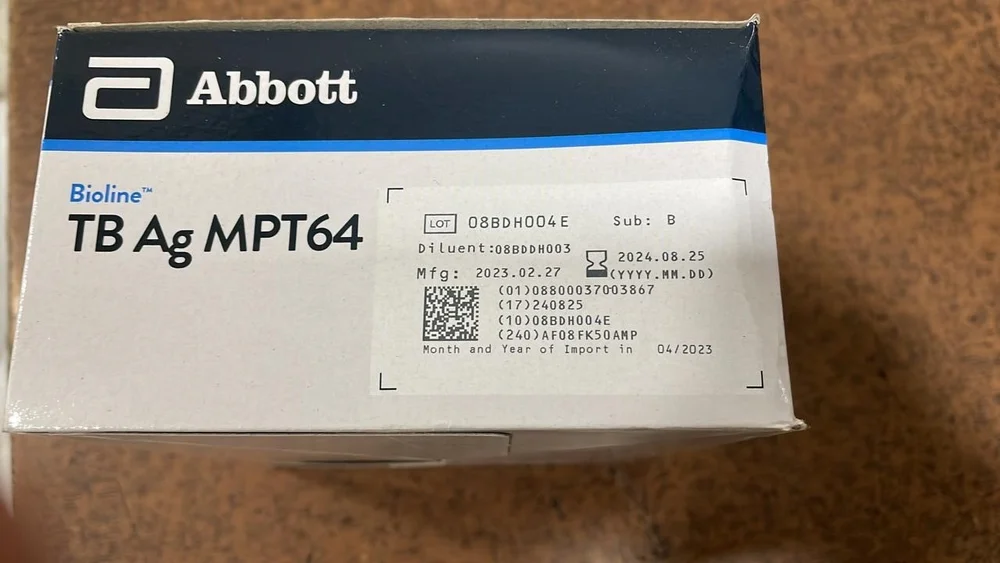 Abbott
Bioline™
TB Ag MPT64
LOT 08BDH004E Sub: B
Diluent:08BDDH003
2024.08.25
Mfg: 2023.02.27 (YYYY.MM.DD)
(01)08800037003867
(17)240825
(10)08BDH004E
(240)AF08FK50AMP
Month and Year of Import in 04/2023